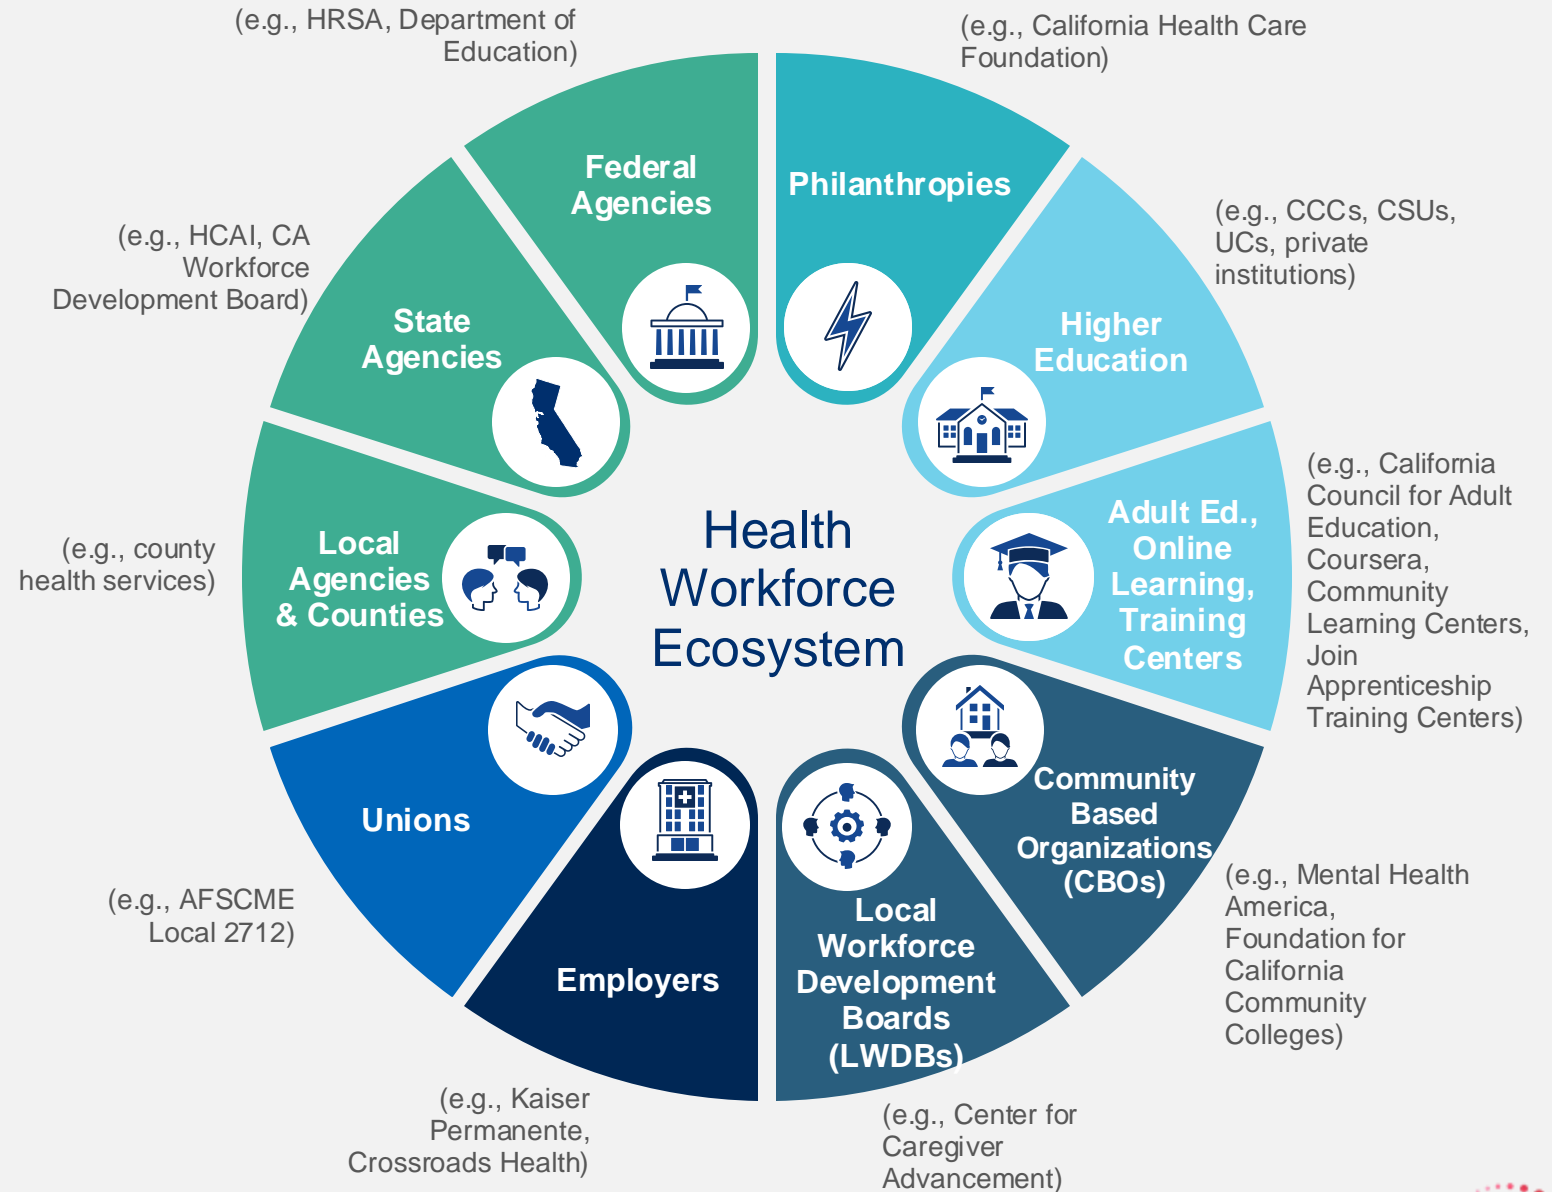 (e.g., HRSA, Department of
Education)
(e.g., California Health Care
Foundation)
Federal
Agencies
Philanthropies
(e.g., HCAI, CA
Workforce
Development Board)
State
Agencies
Higher
Education
(e.g., CCCs, CSUs,
UCs, private
institutions)
(e.g., county
health services)
Local
Agencies
& Counties
Health
Workforce
Ecosystem
Adult Ed.,
Online
Learning,
Training
Centers
(e.g., California
Council for Adult
Education,
Coursera,
Community
Learning Centers,
Join
Apprenticeship
Training Centers)
Unions
(e.g., AFSCME
Local 2712)
Employers
(e.g., Kaiser
Permanente,
Crossroads Health)
Local
Workforce
Development
Boards
(LWDBs)
(e.g., Center for
Caregiver
Advancement)
Community
Based
Organizations
(CBOs)
(e.g., Mental Health
America,
Foundation for
California
Community
Colleges)